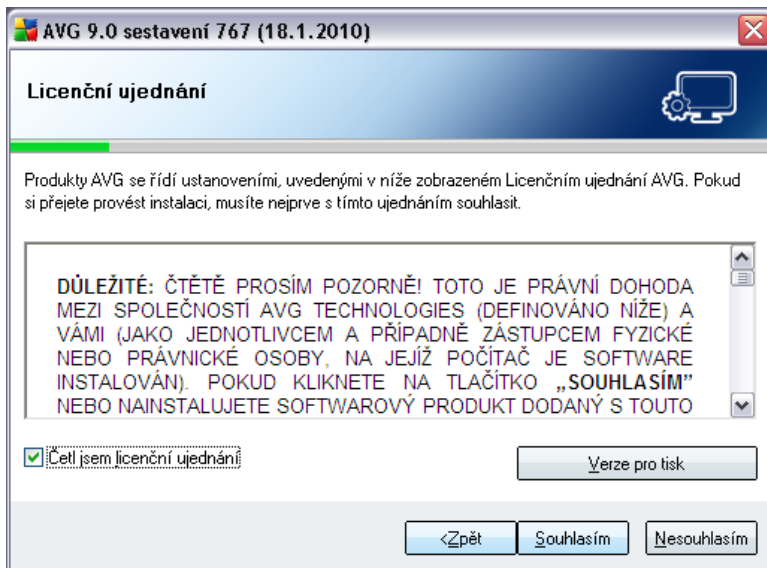 AVG 9.0 sestavení 767 (18.1.2010)
Licenční ujednání
Produkty AVG se řídí ustanoveními, uvedenými v níže zobrazeném Licenčním ujednání AVG. Pokud
si přejete provést instalaci, musíte nejprve s tímto ujednáním souhlasit.
DŮLEŽITÉ: ČTĚTĚ PROSÍM POZORNĚ! TOTO JE PRÁVNÍ DOHODA
MEZI SPOLEČNOSTÍ AVG TECHNOLOGIES (DEFINOVÁNO NÍŽE) A
VÁMI (JAKO JEDNOTLIVCEM A PŘÍPADNĚ ZÁSTUPCEM FYZICKÉ
NEBO PRÁVNICKÉ OSOBY, NA JEJÍŽ POČÍTAČ JE SOFTWARE
INSTALOVÁN). POKUD KLIKNETE NA TLAČÍTKO „SOUHLASÍM”
NEBO NAINSTALUJETE SOFTWAROVÝ PRODUKT DODANÝ S TOUTO
Četl jsem licenční ujednání
Verze pro tisk
<Zpět
Souhlasím
Nesouhlasím